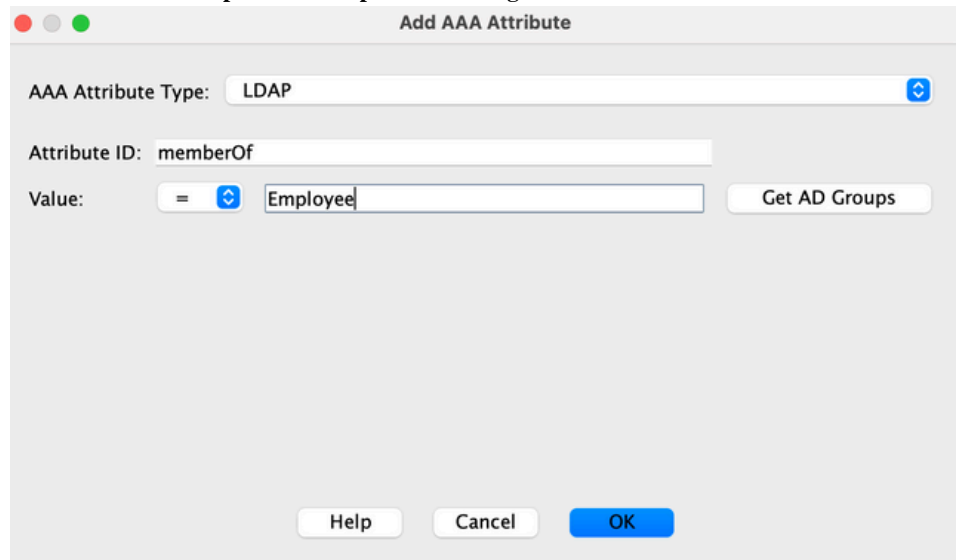 Add AAA Attribute
AAA Attribute Type: LDAP
Attribute ID: memberOf
Value: = Employee Get AD Groups
Help Cancel OK